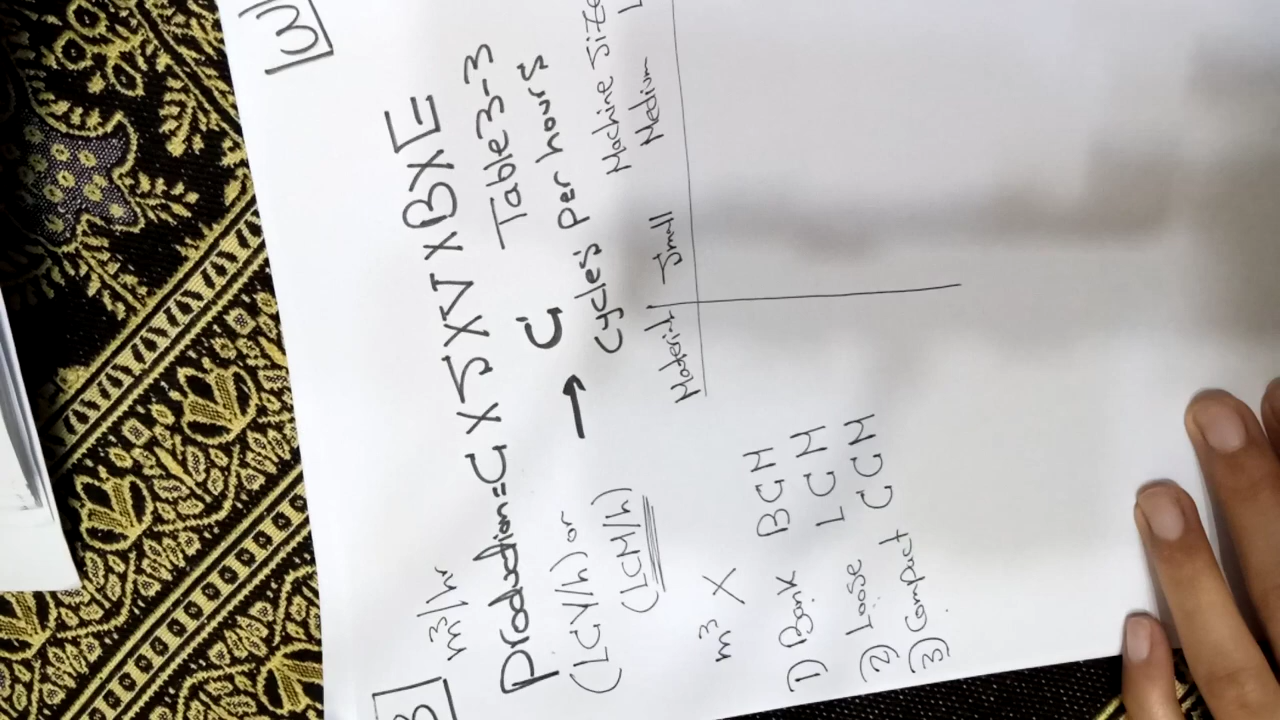 3
m³/hr
Production = C x S x V x B x E
(LCY/h) or → C Table 3-3
(LCM/h) cycles per hours
Machine Size
Material Small Medium L
m³ X
1) Bank BCM
2) Loose LCM
3) Compact CCM